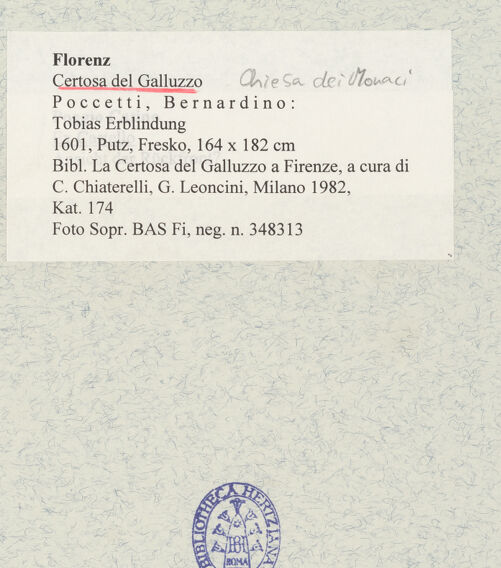 Florenz
Certosa del Galluzzo Chiesa dei Monaci
Poccetti, Bernardino:
Tobias Erblindung
1601, Putz, Fresko, 164 x 182 cm
Bibl. La Certosa del Galluzzo a Firenze, a cura di
C. Chiaterelli, G. Leoncini, Milano 1982,
Kat. 174
Foto Sopr. BAS Fi, neg. n. 348313
BIBLIOTHECA HERTZIANA
BH
ROMA